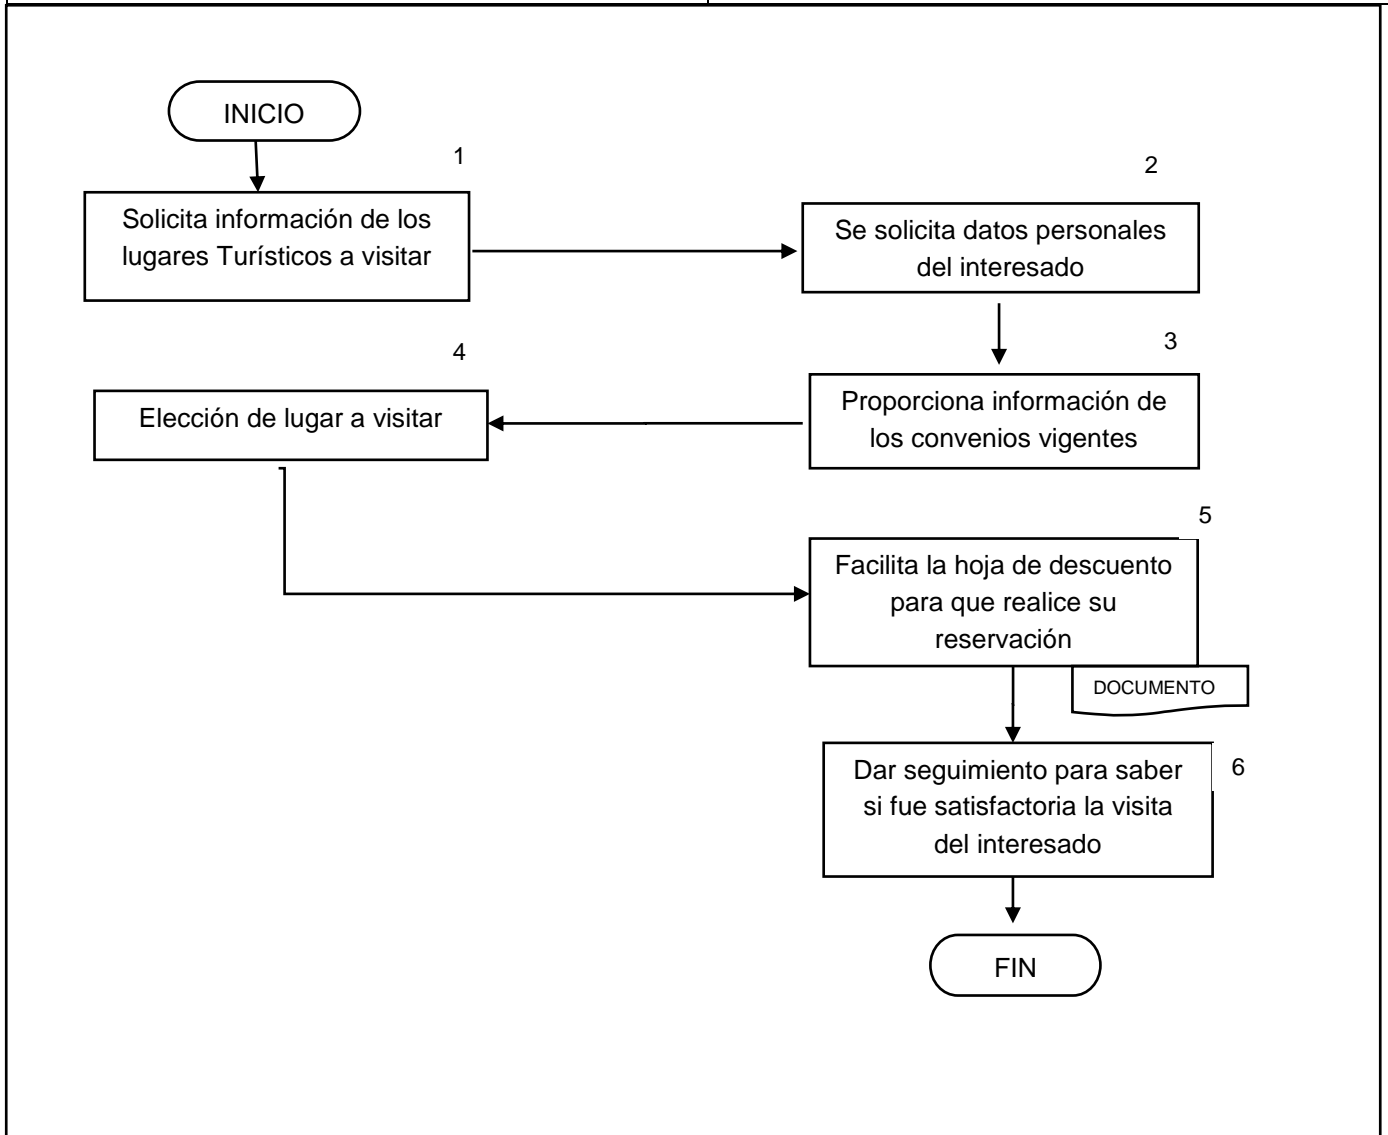 INICIO
1
Solicita información de los
lugares Turísticos a visitar
2
Se solicita datos personales
del interesado
3
Proporciona información de
los convenios vigentes
4
Elección de lugar a visitar
5
Facilita la hoja de descuento
para que realice su
reservación
DOCUMENTO
6
Dar seguimiento para saber
si fue satisfactoria la visita
del interesado
FIN